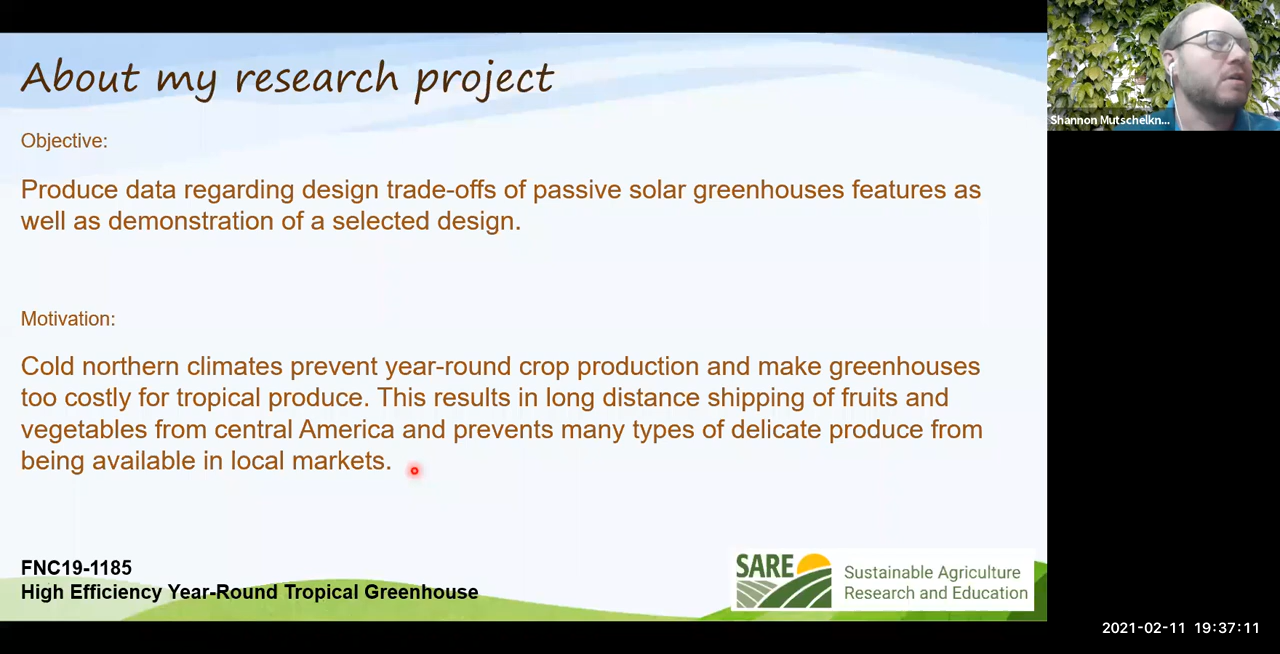 About my research project
Objective:
Produce data regarding design trade-offs of passive solar greenhouses features as
well as demonstration of a selected design.
Motivation:
Cold northern climates prevent year-round crop production and make greenhouses
too costly for tropical produce. This results in long distance shipping of fruits and
vegetables from central America and prevents many types of delicate produce from
being available in local markets.
FNC19-1185
High Efficiency Year-Round Tropical Greenhouse
SARE
Sustainable Agriculture
Research and Education
Shannon Mutschelkn...
2021-02-11 19:37:11